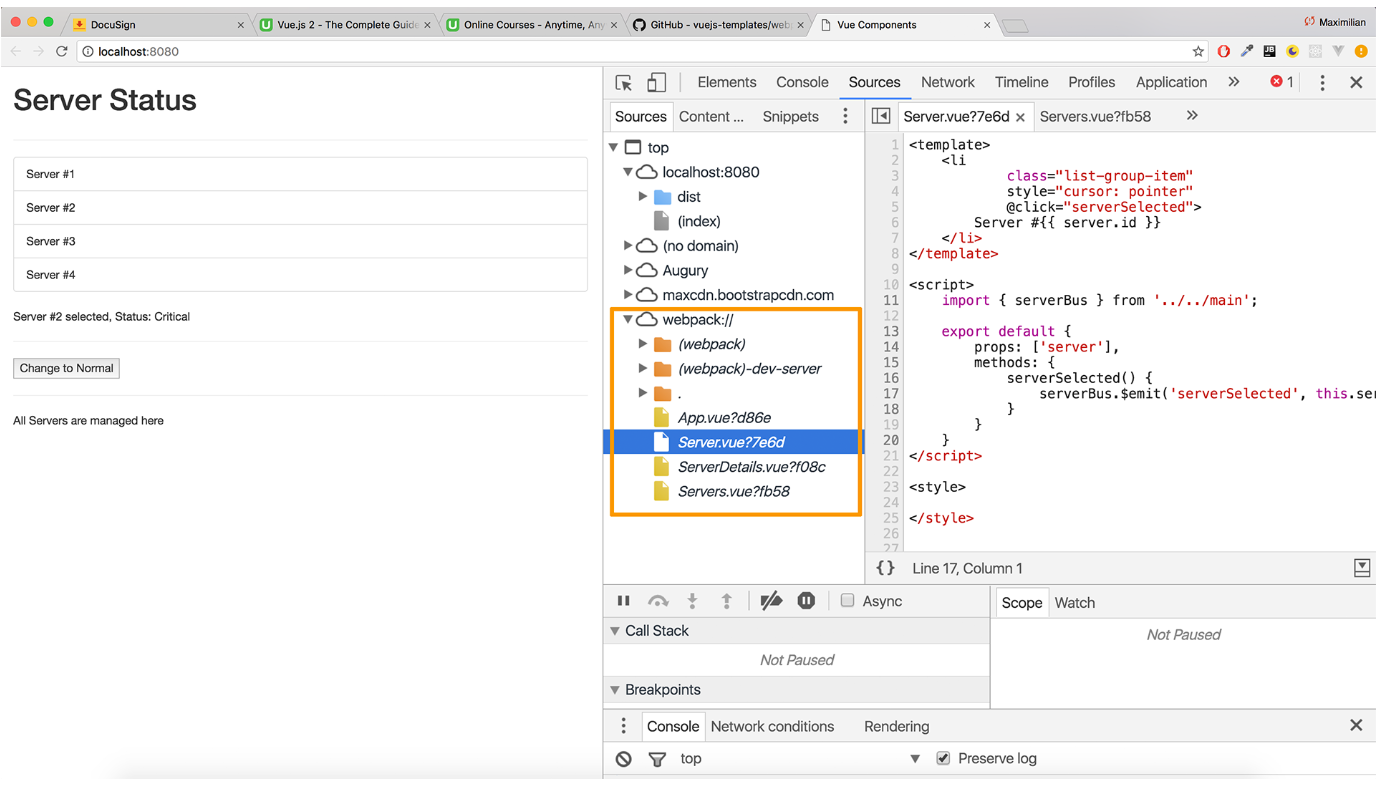 DocuSign
Vue.js 2 - The Complete Guide
Online Courses - Anytime, Any
GitHub - vuejs-templates/web
Vue Components
Maximilian
localhost:8080
Server Status
Server #1
Server #2
Server #3
Server #4
Server #2 selected, Status: Critical
Change to Normal
All Servers are managed here
Elements Console Sources Network Timeline Profiles Application » 1
Sources Content ... Snippets
Server.vue?7e6d × Servers.vue?fb58 »
top
localhost:8080
dist
(index)
(no domain)
Augury
maxcdn.bootstrapcdn.com
webpack://
(webpack)
(webpack)-dev-server
.
App.vue?d86e
Server.vue?7e6d
ServerDetails.vue?f08c
Servers.vue?fb58
1 <template>
2 <li
3 class="list-group-item"
4 style="cursor: pointer"
5 @click="serverSelected">
6 Server #{{ server.id }}
7 </li>
8 </template>
9
10 <script>
11 import { serverBus } from '../../main';
12
13 export default {
14 props: ['server'],
15 methods: {
16 serverSelected() {
17 serverBus.$emit('serverSelected', this.ser
18 }
19 }
20 }
21 </script>
22
23 <style>
24
25 </style>
26
27
{} Line 17, Column 1
Async
Call Stack
Not Paused
Breakpoints
Scope Watch
Not Paused
Console Network conditions Rendering
top
Preserve log